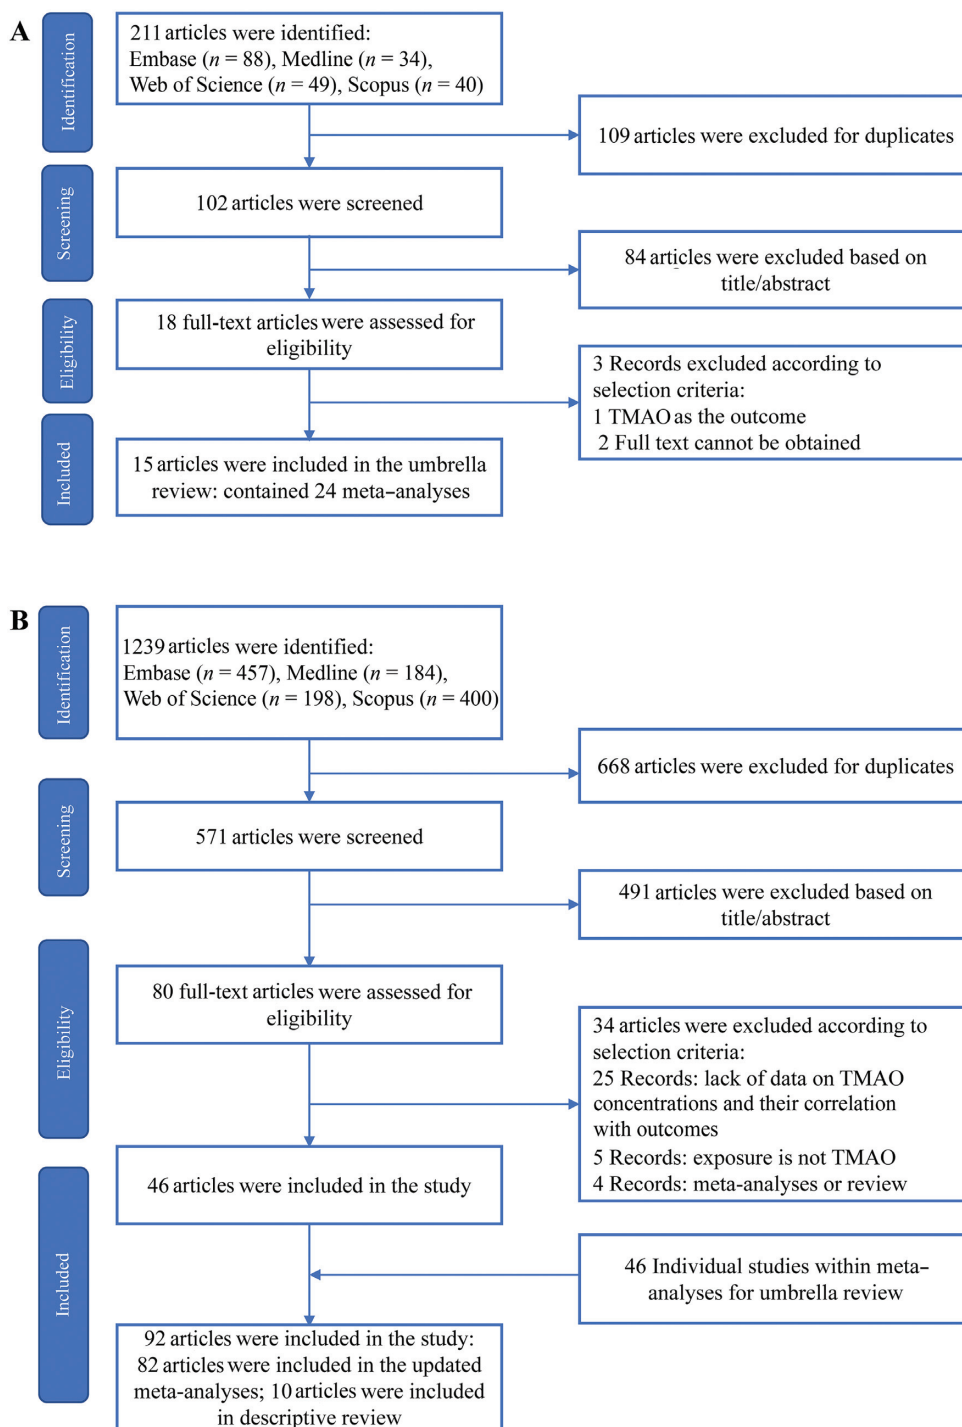 A
Identification
211 articles were identified:
Embase (n = 88), Medline (n = 34),
Web of Science (n = 49), Scopus (n = 40)
109 articles were excluded for duplicates
Screening
102 articles were screened
84 articles were excluded based on
title/abstract
Eligibility
18 full-text articles were assessed for
eligibility
3 Records excluded according to
selection criteria:
1 TMAO as the outcome
2 Full text cannot be obtained
Included
15 articles were included in the umbrella
review: contained 24 meta–analyses
B
Identification
1239 articles were identified:
Embase (n = 457), Medline (n = 184),
Web of Science (n = 198), Scopus (n = 400)
668 articles were excluded for duplicates
Screening
571 articles were screened
491 articles were excluded based on
title/abstract
Eligibility
80 full-text articles were assessed for
eligibility
34 articles were excluded according to
selection criteria:
25 Records: lack of data on TMAO
concentrations and their correlation
with outcomes
5 Records: exposure is not TMAO
4 Records: meta-analyses or review
Included
46 articles were included in the study
46 Individual studies within meta–
analyses for umbrella review
92 articles were included in the study:
82 articles were included in the updated
meta-analyses; 10 articles were included
in descriptive review